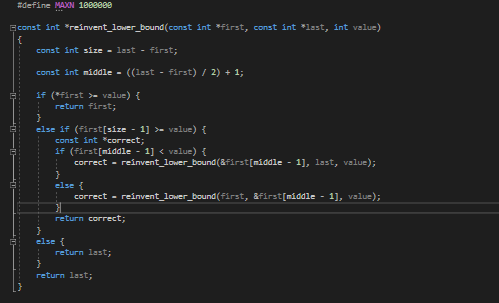 #define MAXN 1000000
const int *reinvent_lower_bound(const int *first, const int *last, int value)
{
const int size = last - first;
const int middle = ((last - first) / 2) + 1;
if (*first >= value) {
return first;
}
else if (first[size - 1] >= value) {
const int *correct;
if (first[middle - 1] < value) {
correct = reinvent_lower_bound(&first[middle - 1], last, value);
}
else {
correct = reinvent_lower_bound(first, &first[middle - 1], value);
}
return correct;
}
else {
return last;
}
return last;
}